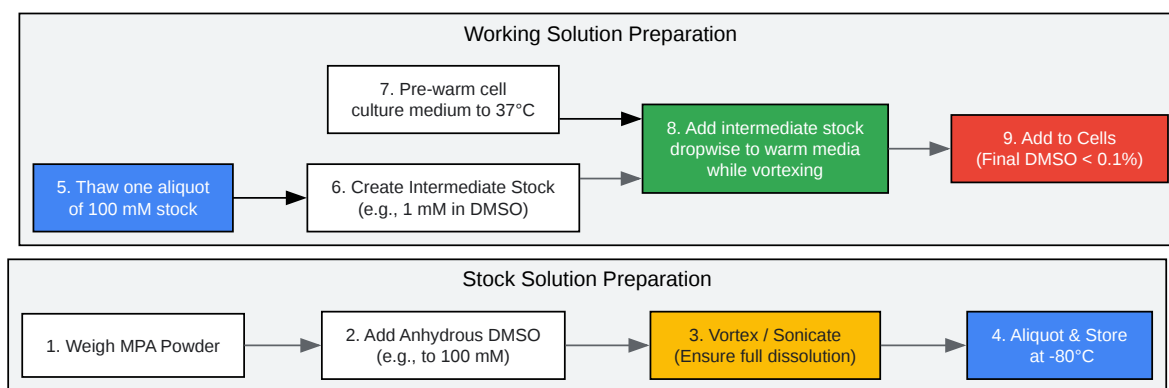 Working Solution Preparation
7. Pre-warm cell
culture medium to 37°C
8. Add intermediate stock
dropwise to warm media
while vortexing
9. Add to Cells
(Final DMSO < 0.1%)
5. Thaw one aliquot
of 100 mM stock
6. Create Intermediate Stock
(e.g., 1 mM in DMSO)
Stock Solution Preparation
1. Weigh MPA Powder
2. Add Anhydrous DMSO
(e.g., to 100 mM)
3. Vortex / Sonicate
(Ensure full dissolution)
4. Aliquot & Store
at -80°C